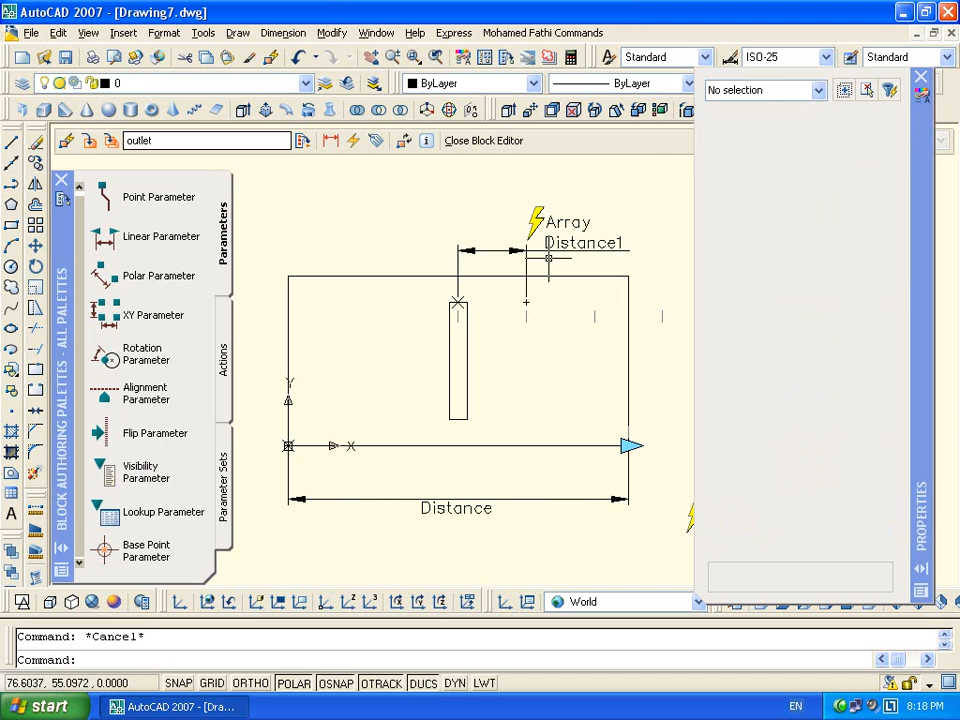 AutoCAD 2007 - [Drawing7.dwg]
File Edit View Insert Format Tools Draw Dimension Modify Window Help Express Mohamed Fathi Commands
Standard ISO-25 Standard
0 ByLayer ByLayer
No selection
outlet Close Block Editor
Point Parameter
Linear Parameter
Polar Parameter
XY Parameter
Rotation
Parameter
Alignment
Parameter
Flip Parameter
Visibility
Parameter
Lookup Parameter
Base Point
Parameter
Parameters
Actions
Parameter Sets
BLOCK AUTHORING PALETTES - ALL PALETTES
Array
Distance1
Y
X
Distance
PROPERTIES
World
Command: *Cancel*
Command:
76.6037, 55.0972, 0.0000 SNAP GRID ORTHO POLAR OSNAP OTRACK DUCS DYN LWT
start AutoCAD 2007 - [Dra... EN 8:18 PM